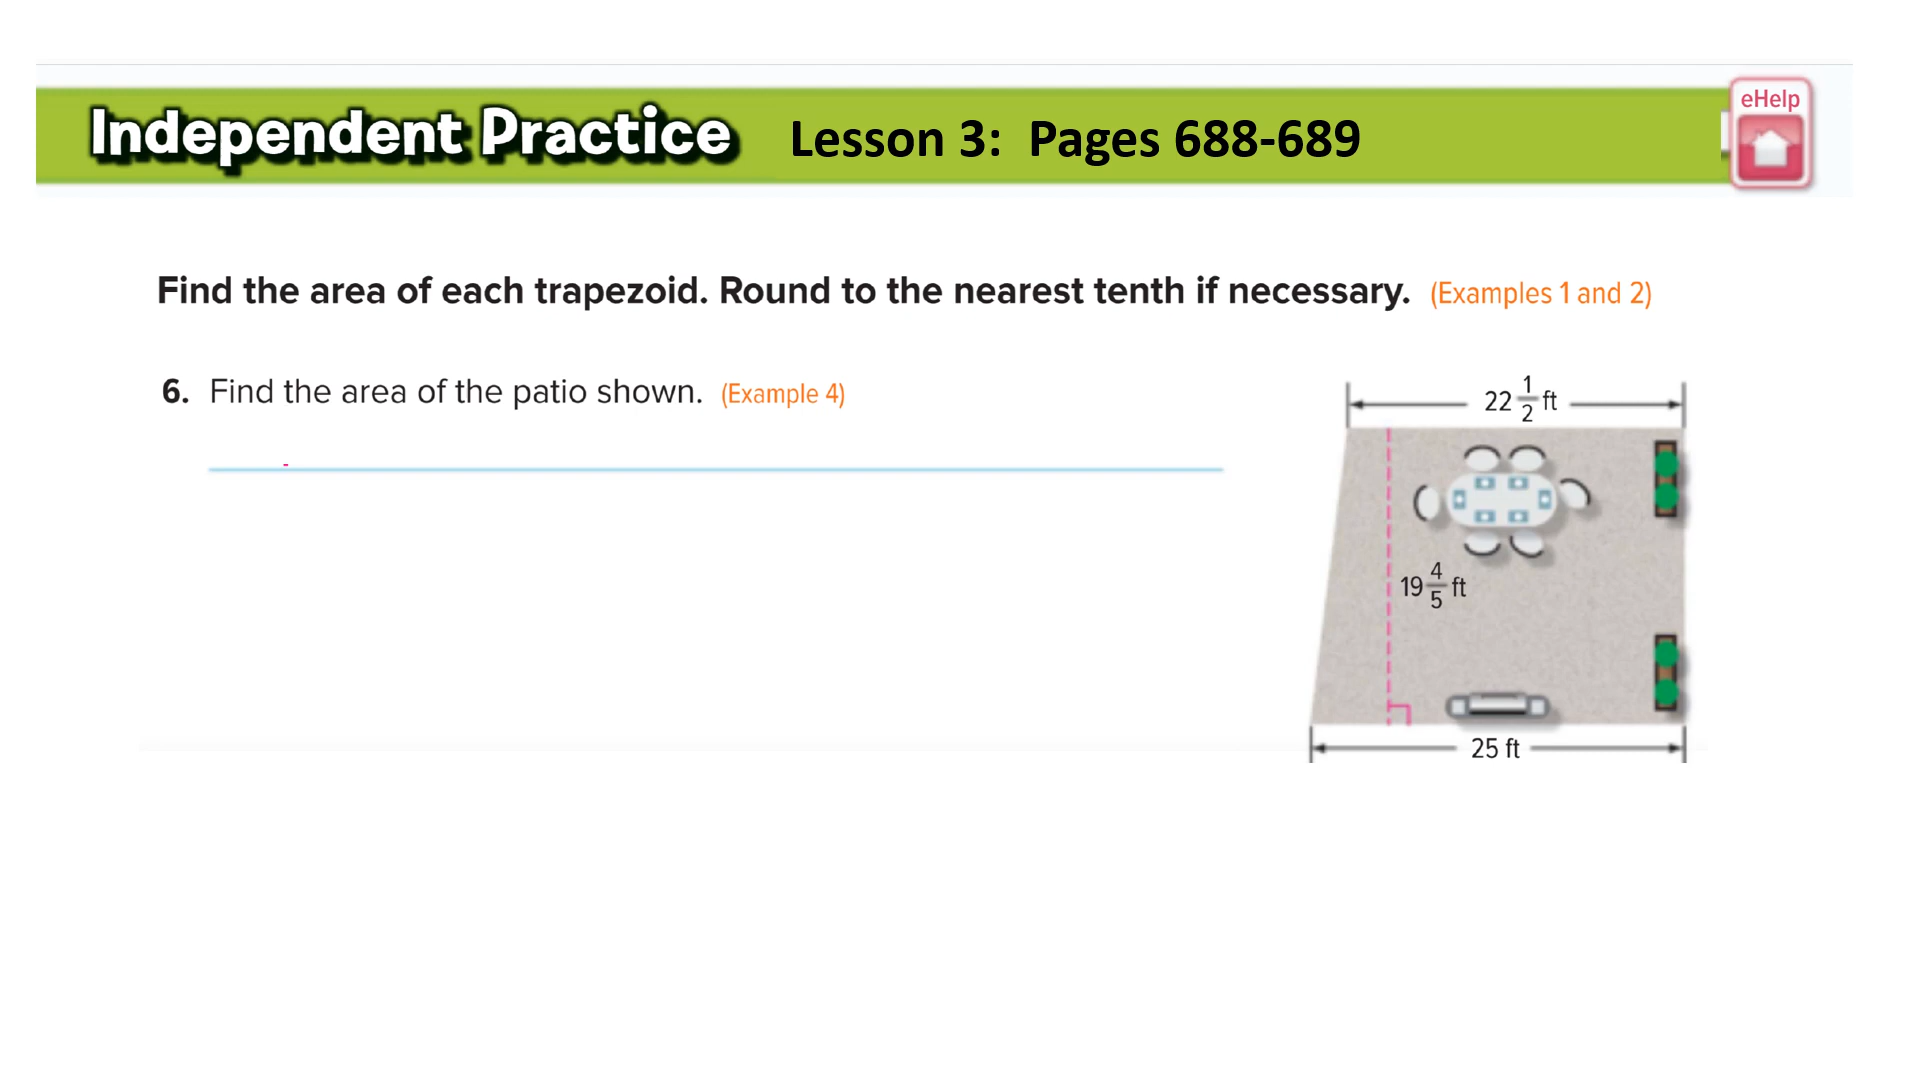 eHelp
Independent Practice Lesson 3: Pages 688-689
Find the area of each trapezoid. Round to the nearest tenth if necessary. (Examples 1 and 2)
6. Find the area of the patio shown. (Example 4)
22 1/2 ft
19 4/5 ft
25 ft